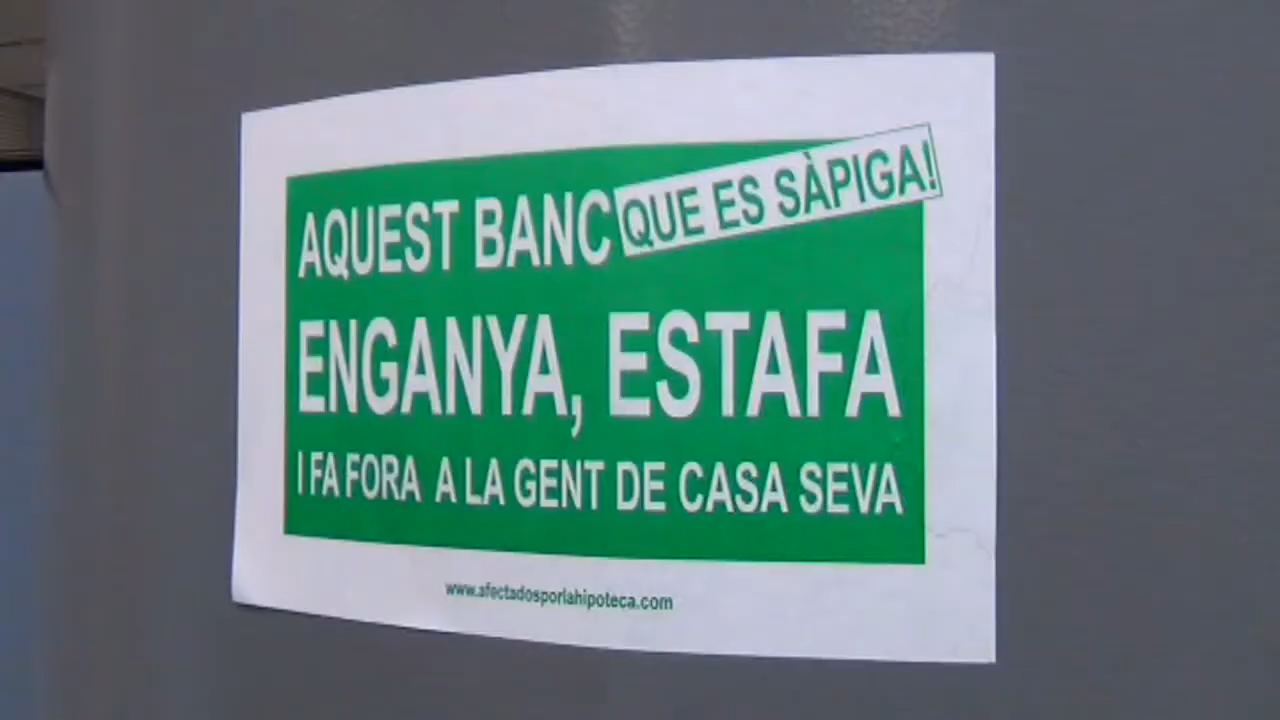 AQUEST BANC
QUE ES SÀPIGA!
ENGANYA, ESTAFA
I FA FORA A LA GENT DE CASA SEVA
www.afectadosporlahipoteca.com